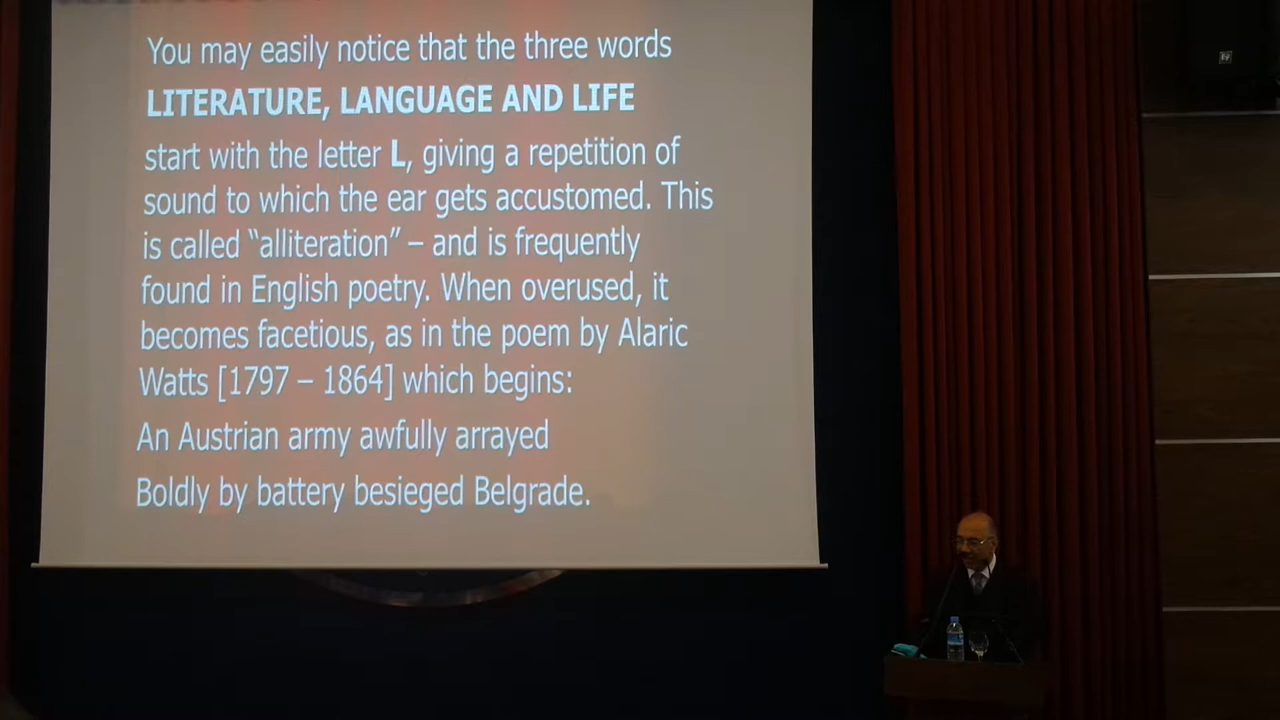 You may easily notice that the three words
LITERATURE, LANGUAGE AND LIFE
start with the letter L, giving a repetition of
sound to which the ear gets accustomed. This
is called “alliteration” – and is frequently
found in English poetry. When overused, it
becomes facetious, as in the poem by Alaric
Watts [1797 – 1864] which begins:
An Austrian army awfully arrayed
Boldly by battery besieged Belgrade.